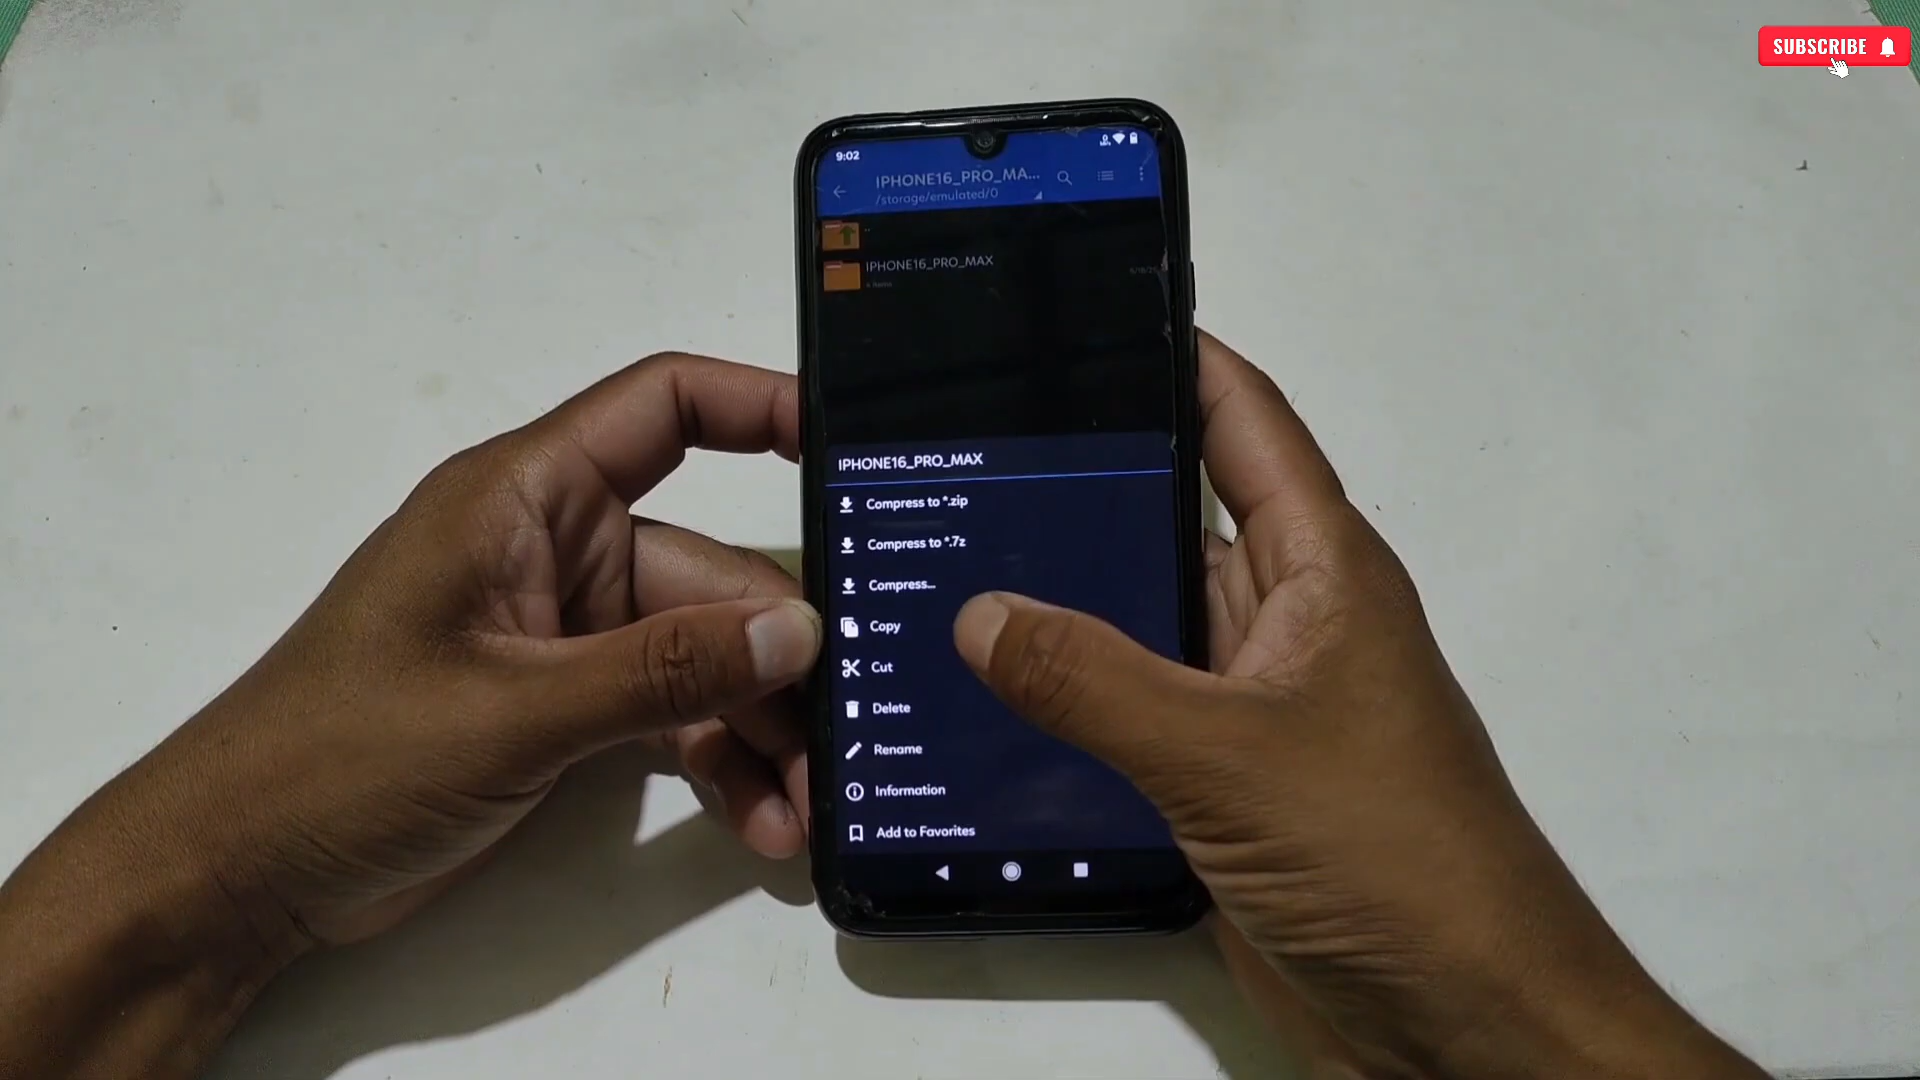 SUBSCRIBE
9:02
IPHONE16_PRO_MA...
/storage/emulated/0
..
IPHONE16_PRO_MAX
IPHONE16_PRO_MAX
Compress to *.zip
Compress to *.7z
Compress...
Copy
Cut
Delete
Rename
Information
Add to Favorites